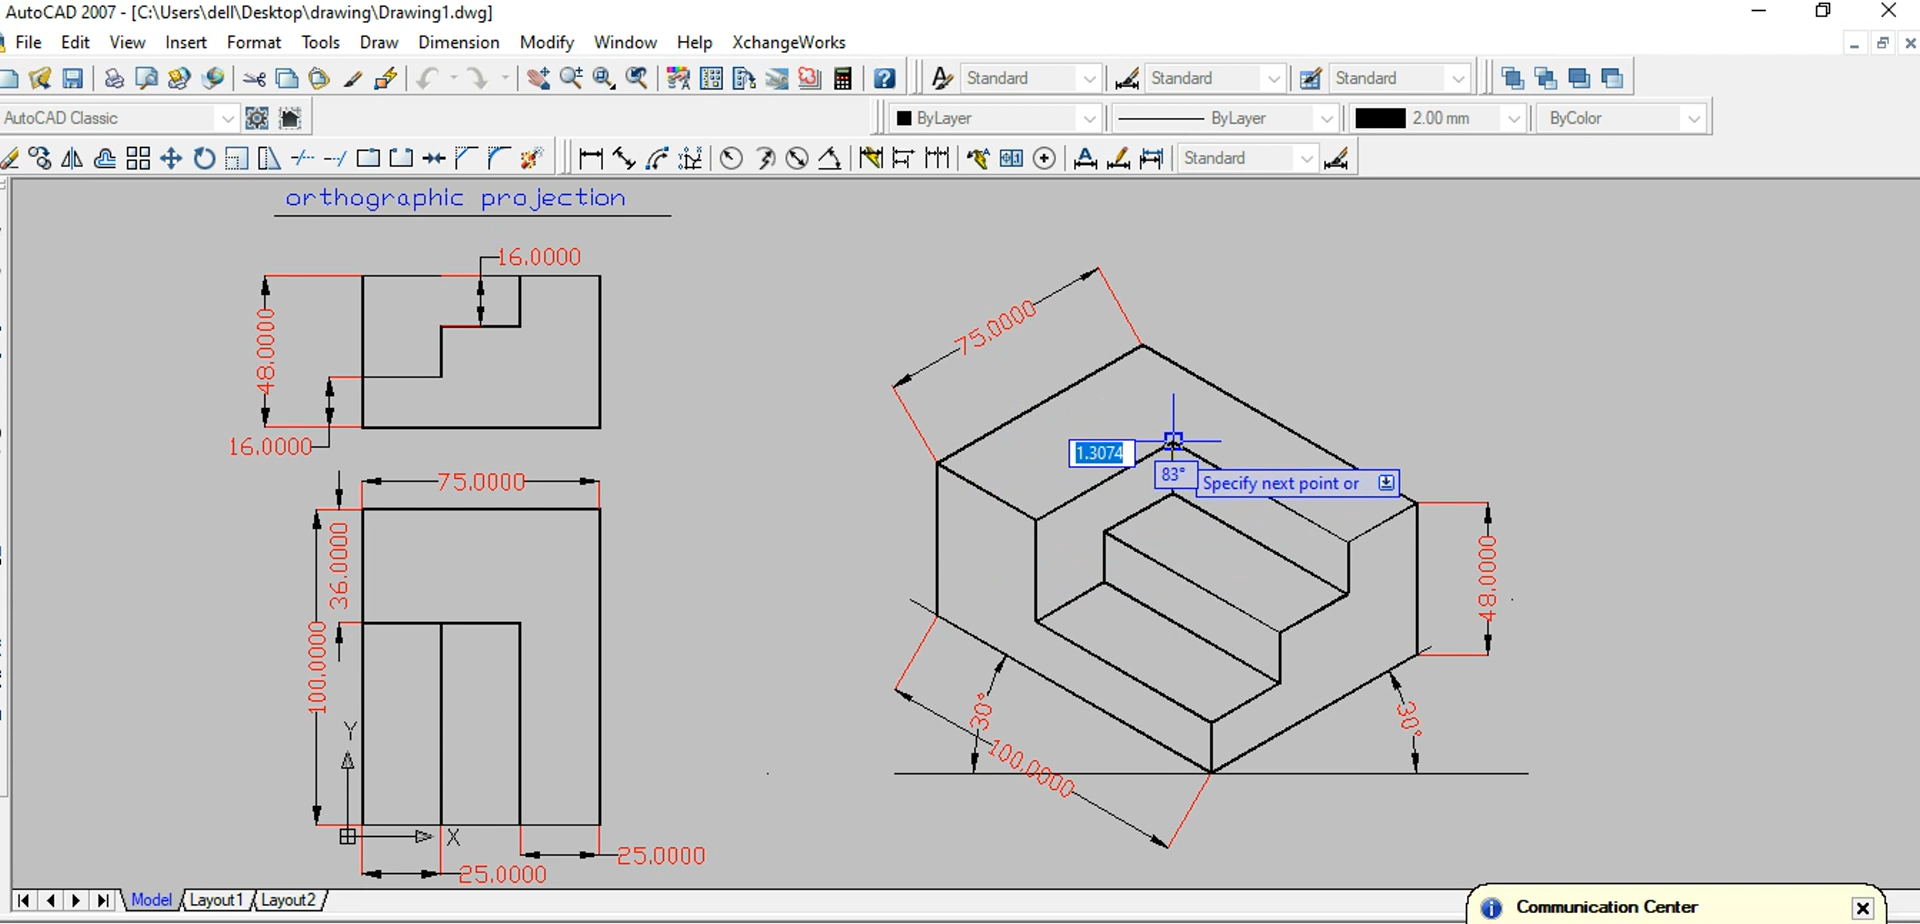 AutoCAD 2007 - [C:\Users\dell\Desktop\drawing\Drawing1.dwg]
File Edit View Insert Format Tools Draw Dimension Modify Window Help XchangeWorks
Standard Standard Standard
AutoCAD Classic ByLayer ByLayer 2.00 mm ByColor
Standard
orthographic projection
16.0000
48.0000
16.0000
75.0000
36.0000
100.0000
Y
X
25.0000
25.0000
75.0000
1.3074
83°
Specify next point or
48.0000
30°
30°
100.0000
Model Layout1 Layout2
Communication Center